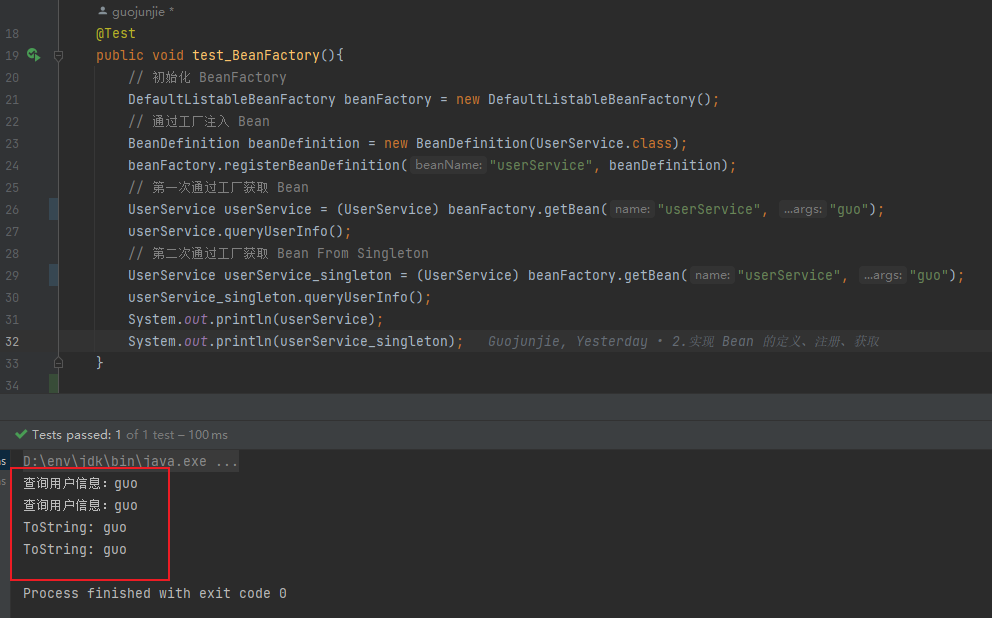 guojunjie *
18 @Test
19 public void test_BeanFactory(){
20 // 初始化 BeanFactory
21 DefaultListableBeanFactory beanFactory = new DefaultListableBeanFactory();
22 // 通过工厂注入 Bean
23 BeanDefinition beanDefinition = new BeanDefinition(UserService.class);
24 beanFactory.registerBeanDefinition( beanName: "userService", beanDefinition);
25 // 第一次通过工厂获取 Bean
26 UserService userService = (UserService) beanFactory.getBean( name: "userService", ...args: "guo");
27 userService.queryUserInfo();
28 // 第二次通过工厂获取 Bean From Singleton
29 UserService userService_singleton = (UserService) beanFactory.getBean( name: "userService", ...args: "guo");
30 userService_singleton.queryUserInfo();
31 System.out.println(userService);
32 System.out.println(userService_singleton); Guojunjie, Yesterday • 2.实现 Bean 的定义、注册、获取
33 }
34
Tests passed: 1 of 1 test – 100 ms
D:\env\jdk\bin\java.exe ...
查询用户信息：guo
查询用户信息：guo
ToString: guo
ToString: guo
Process finished with exit code 0